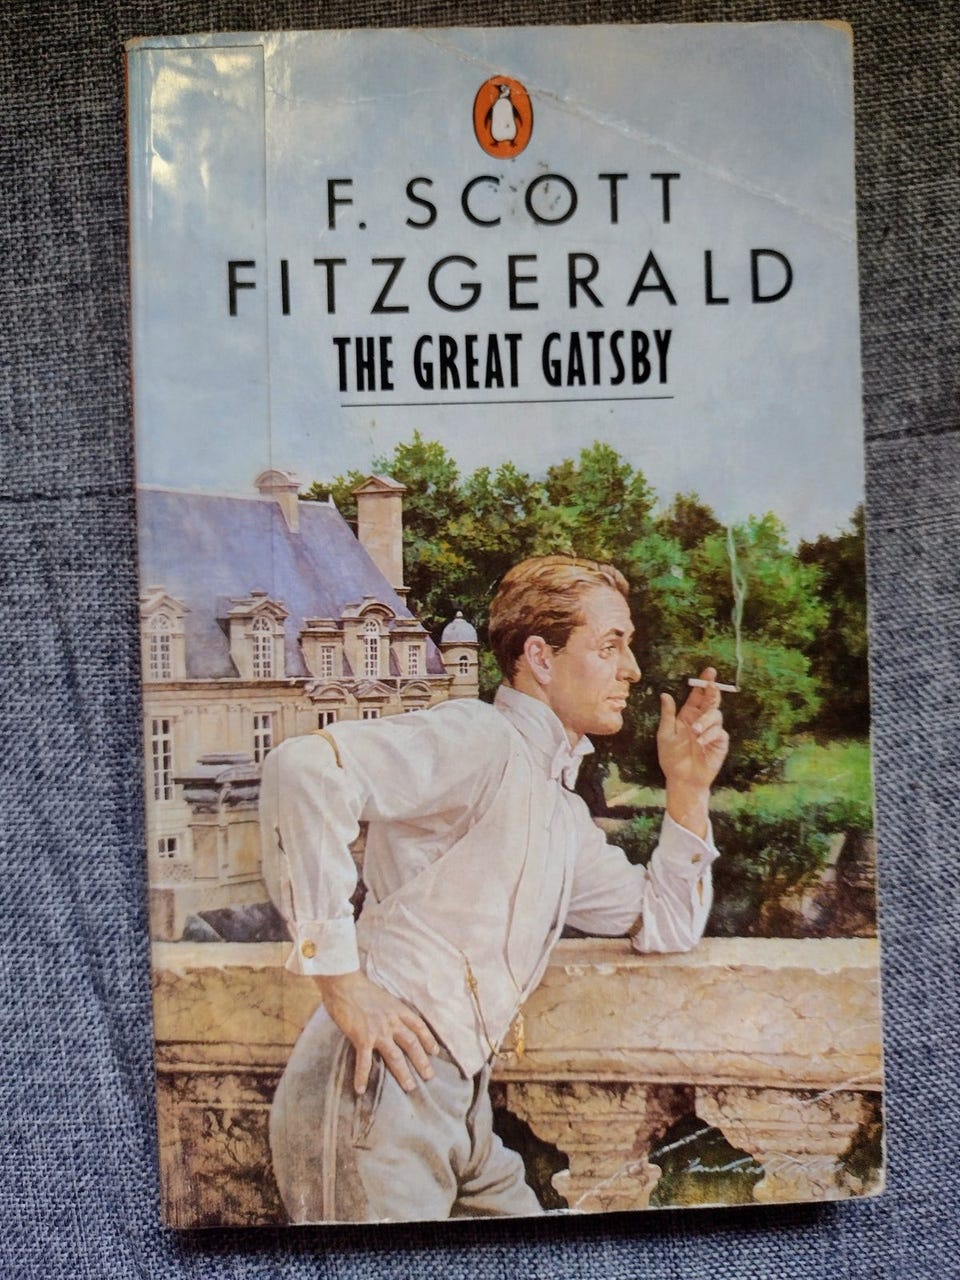 F. SCOTT
FITZGERALD
THE GREAT GATSBY